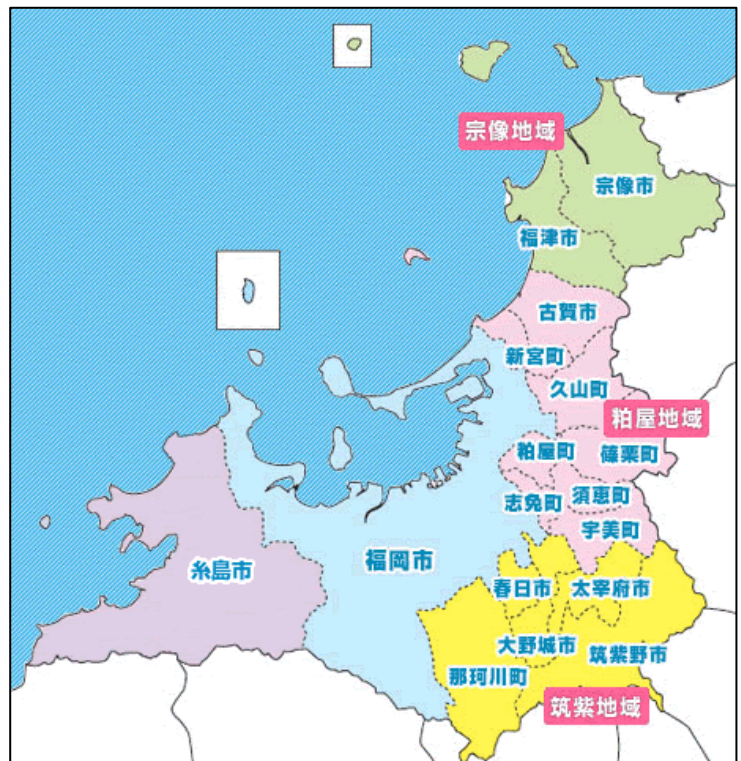 宗像地域
宗像市
福津市
古賀市
新宮町
久山町
粕屋地域
粕屋町
篠栗町
志免町
須恵町
宇美町
糸島市
福岡市
春日市
太宰府市
大野城市
筑紫野市
那珂川町
筑紫地域